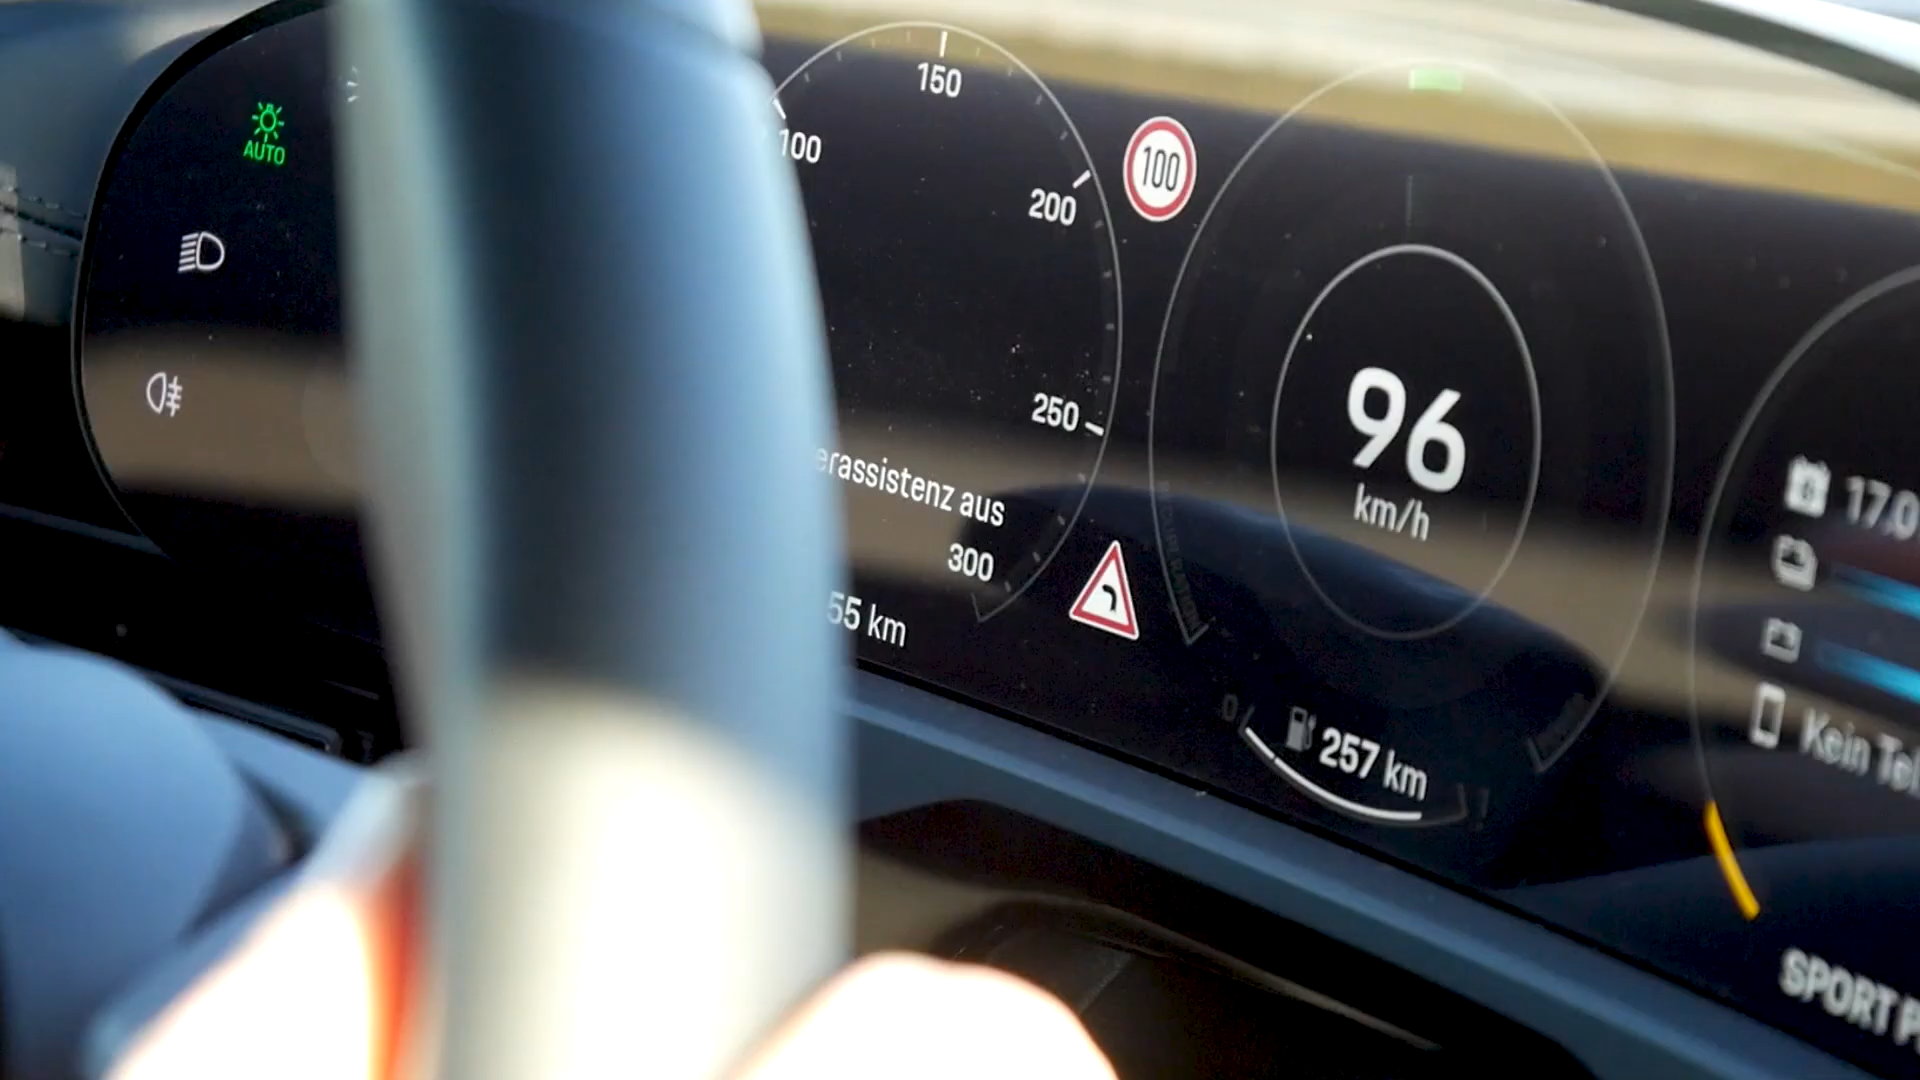 AUTO
150
100
200
250
erassistenz aus
300
55 km
100
96
km/h
257 km
17.0
Kein Tel
SPORT